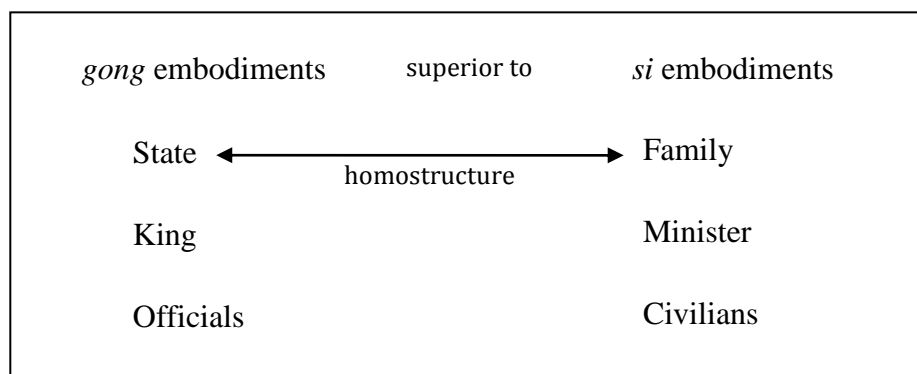 gong embodiments superior to si embodiments
State Family
homostructure
King Minister
Officials Civilians